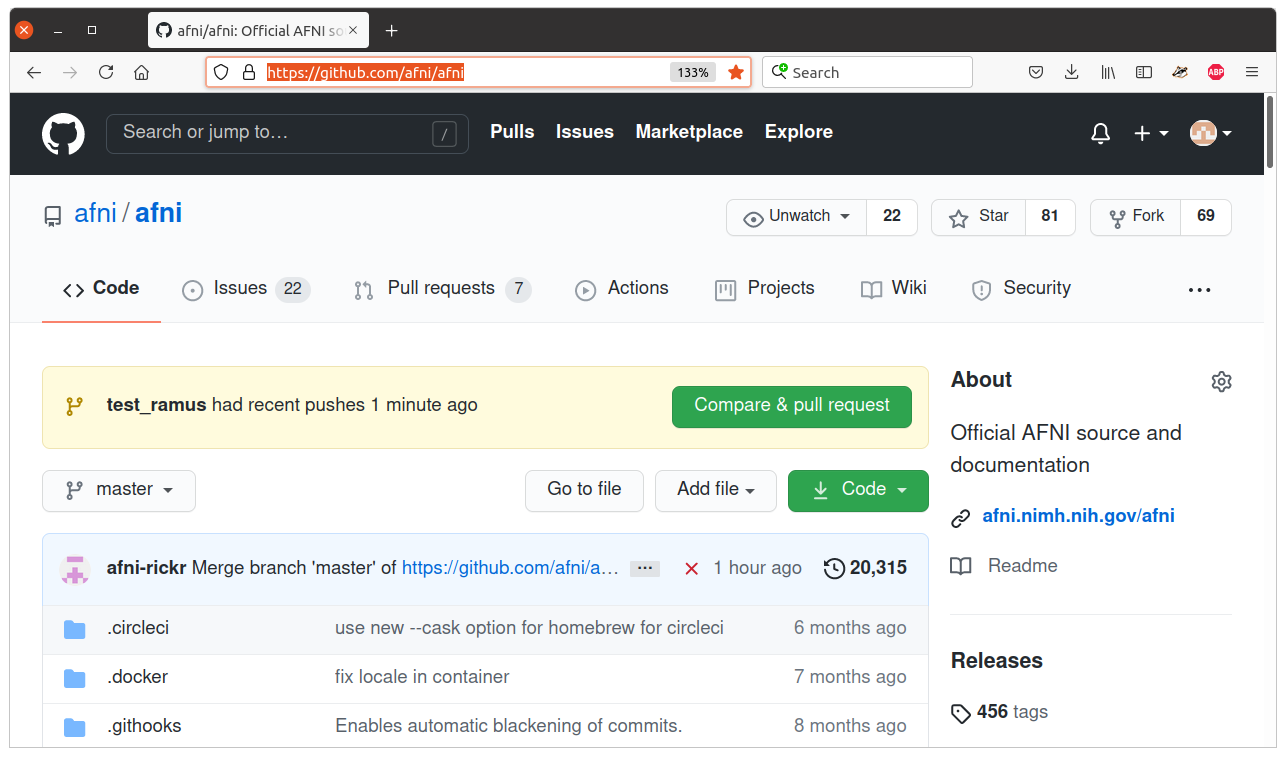 afni/afni: Official AFNI so
https://github.com/afni/afni 133% Search ABP
Search or jump to… / Pulls Issues Marketplace Explore
afni / afni Unwatch 22 Star 81 Fork 69
Code Issues 22 Pull requests 7 Actions Projects Wiki Security ...
test_ramus had recent pushes 1 minute ago Compare & pull request
About
Official AFNI source and
documentation
master Go to file Add file Code
afni.nimh.nih.gov/afni
afni-rickr Merge branch 'master' of https://github.com/afni/a… ... 1 hour ago 20,315
Readme
.circleci use new --cask option for homebrew for circleci 6 months ago
Releases
.docker fix locale in container 7 months ago
456 tags
.githooks Enables automatic blackening of commits. 8 months ago